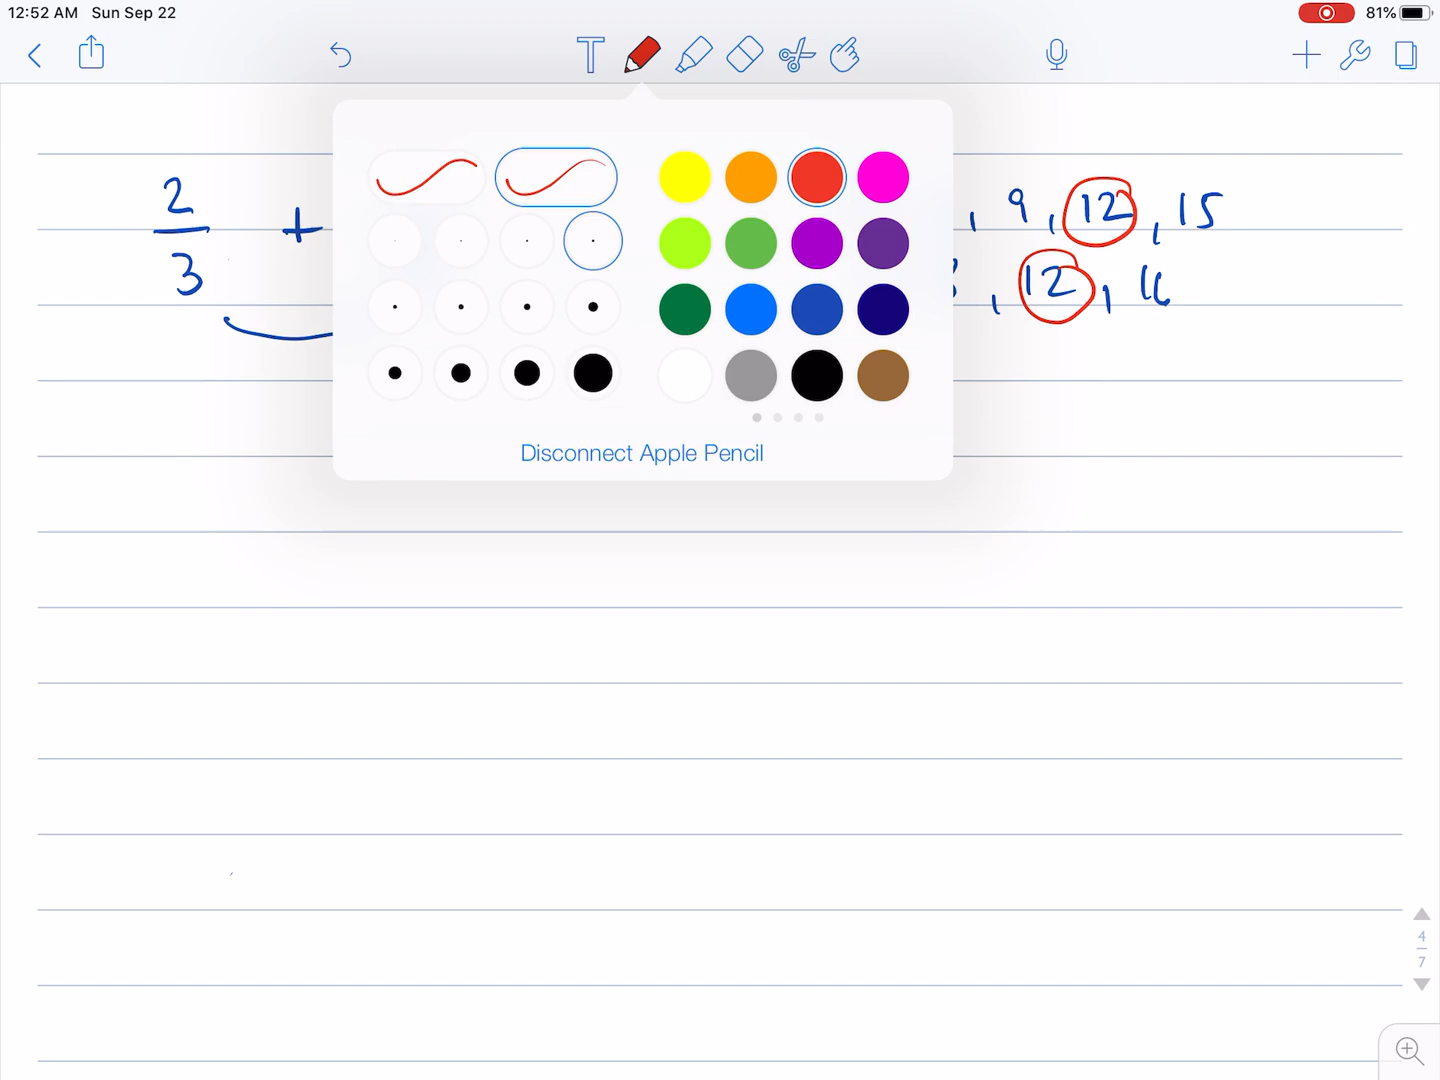 12:52 AM Sun Sep 22
81%
T
2
3
+
, 9, 12, 15
, 12, 16
Disconnect Apple Pencil
4
7